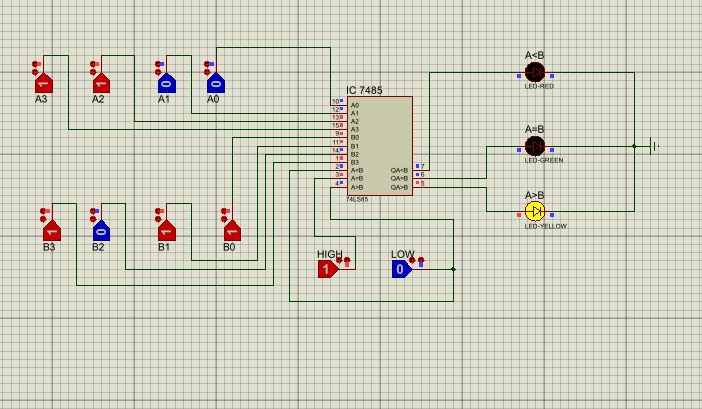 A<B
LED-RED
1 1 0 0
A3 A2 A1 A0
IC 7485
10 A0
12 A1
13 A2
15 A3
9 B0
11 B1
14 B2
1 B3
2 A<B QA<B 7
3 A=B QA=B 6
4 A>B QA>B 5
74LS85
A=B
LED-GREEN
A>B
LED-YELLOW
1 0 1 1
B3 B2 B1 B0
HIGH LOW
1 0